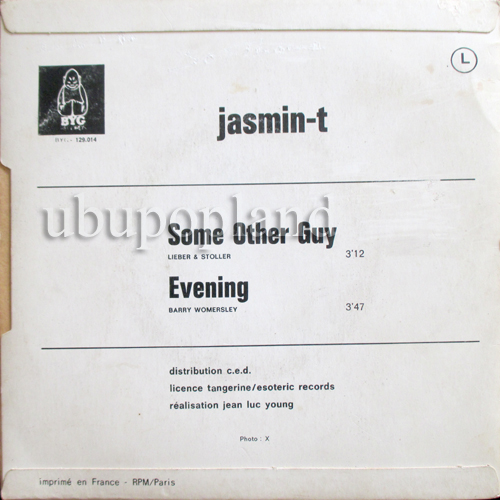 L
BYG
129.014
jasmin-t
ubupopland
Some Other Guy
LIEBER & STOLLER 3'12
Evening
BARRY WOMERSLEY 3'47
distribution c.e.d.
licence tangerine/esoteric records
réalisation jean luc young
Photo : X
imprimé en France - RPM/Paris